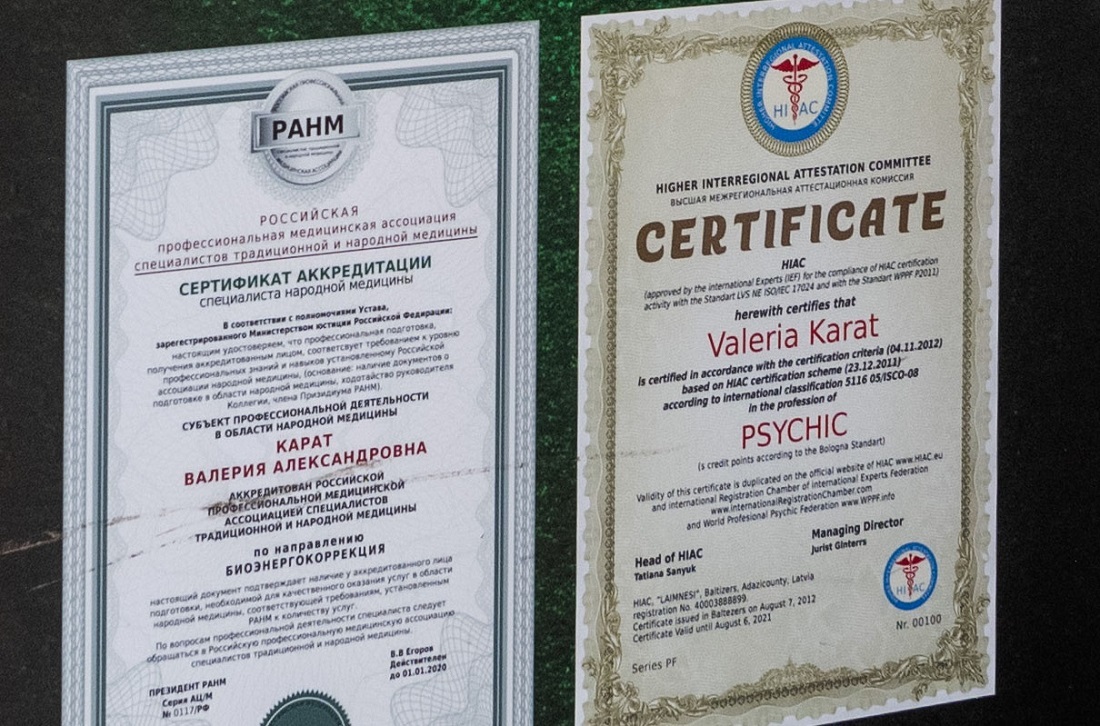 РАНМ
РОССИЙСКАЯ
профессиональная медицинская ассоциация
специалистов традиционной и народной медицины
СЕРТИФИКАТ АККРЕДИТАЦИИ
специалиста народной медицины
В соответствии с полномочиями Устава,
зарегестрированного Министерством юстиции Российской Федерации:
настоящим удостоверяем, что профессиональная подготовка,
получения аккредитованным лицом, соответсвует требованию к уровню
профессиональных знаний и навыков установленному Российской
ассоциации народной медицины, (основание: наличие документов о
подготовке в области народной медицины, ходотайство руководителя
Коллегии, члена Призидиума РАНМ).
СУБЪЕКТ ПРОФЕССИОНАЛЬНОЙ ДЕЯТЕЛЬНОСТИ
В ОБЛАСТИ НАРОДНОЙ МЕДИЦИНЫ
КАРАТ
ВАЛЕРИЯ АЛЕКСАНДРОВНА
АККРЕДИТОВАН РОССИЙСКОЙ
ПРОФЕССИОНАЛЬНОЙ МЕДИЦИНСКОЙ
АССОЦИАЦИЕЙ СПЕЦИАЛИСТОВ
ТРАДИЦИОННОЙ И НАРОДНОЙ МЕДИЦИНЫ
по направлению
БИОЭНЕРГОКОРРЕКЦИЯ
настоящий документ подтверждает наличие у аккредитованного лица
подготовки, необходимой для качественного оказания услуг в области
народной медицины, соответствующей требованиям, установленным
РАНМ к количеству услуг.
По вопросам профессиональной деятельности специалиста следует
обращаться в Российскую профессиональную медицинскую ассоциацию
специалистов традиционной и народной медицины.
В.В Егоров
Действителен
до 01.01.2020
ПРЕЗИДЕНТ РАНМ
Серия АЦ/М
№ 0117/РФ
HIGHER INTERREGIONAL ATTESTATION COMMITTEE
HIAC
HIGHER INTERREGIONAL ATTESTATION COMMITTEE
ВЫСШАЯ МЕЖРЕГИОНАЛЬНАЯ АТТЕСТАЦИОННАЯ КОМИССИЯ
CERTIFICATE
HIAC
(approved by the international Experts (IEF) for the compliance of HIAC certification
activity with the Standart LVS NE ISO/IEC 17024 and with the Standart WPPF P2011)
herewith certifies that
Valeria Karat
is certified in accordance with the certification criteria (04.11.2012)
based on HIAC certification scheme (23.12.2011)
according to international classification 5116 05/ISCO-08
in the profession of
PSYCHIC
(is credit points according to the Bologna Standart)
Validity of this certificate is duplicated on the official website of HIAC www.HIAC.eu
and International Registration Chamber of international Experts Federation
www.InternationalRegistrationChamber.com
and World Profesional Psychic Federation www.WPPF.info
Head of HIAC
Tatiana Sanyuk
Managing Director
Jurist Ginterrs
HIAC, "LAIMNESI", Baltizers, Adazicounty, Latvia
registration No. 40003888899.
Certificate issued in Baltezers on August 7, 2012
Certificate Valid until August 6, 2021
HIAC
Nr. 00100
Series PF